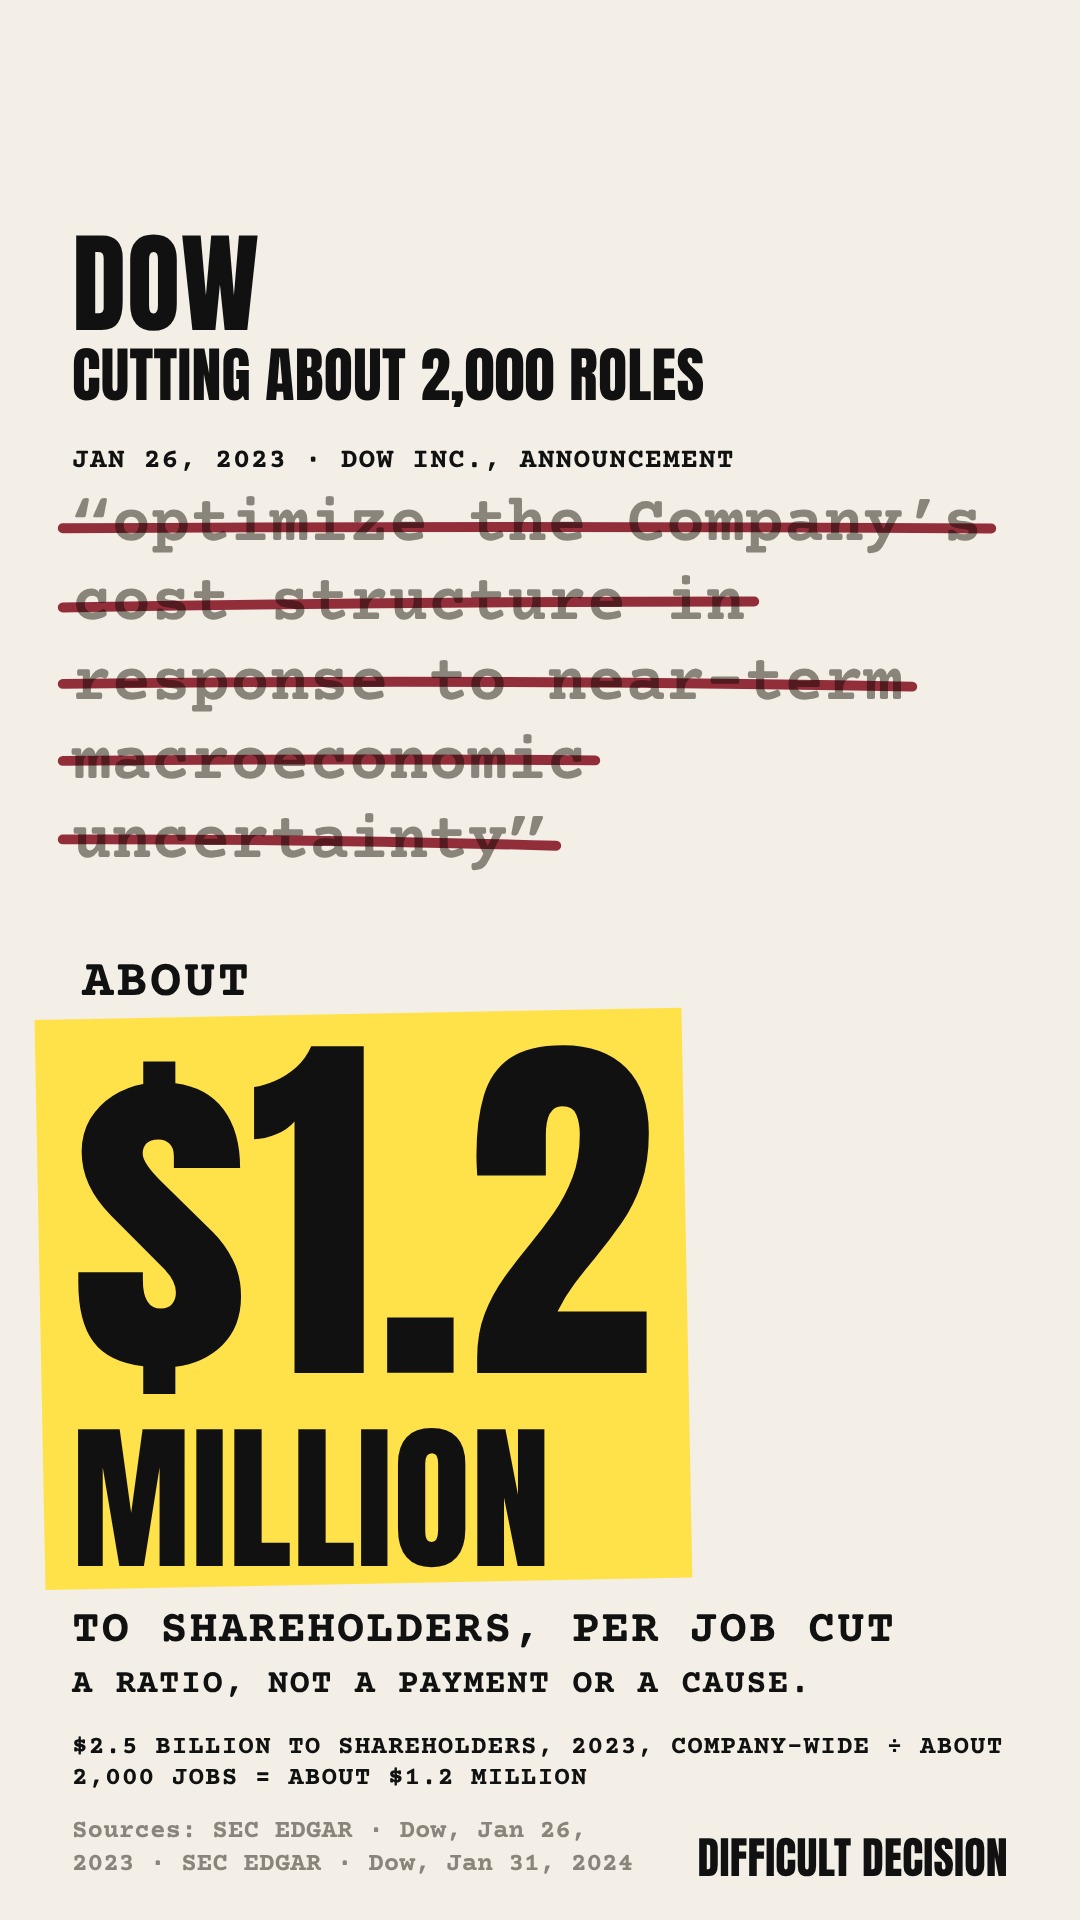 DOW
CUTTING ABOUT 2,000 ROLES
JAN 26, 2023 · DOW INC., ANNOUNCEMENT
“optimize the Company’s
cost structure in
response to near-term
macroeconomic
uncertainty”
ABOUT
$1.2
MILLION
TO SHAREHOLDERS, PER JOB CUT
A RATIO, NOT A PAYMENT OR A CAUSE.
$2.5 BILLION TO SHAREHOLDERS, 2023, COMPANY-WIDE ÷ ABOUT
2,000 JOBS = ABOUT $1.2 MILLION
Sources: SEC EDGAR · Dow, Jan 26,
2023 · SEC EDGAR · Dow, Jan 31, 2024
DIFFICULT DECISION